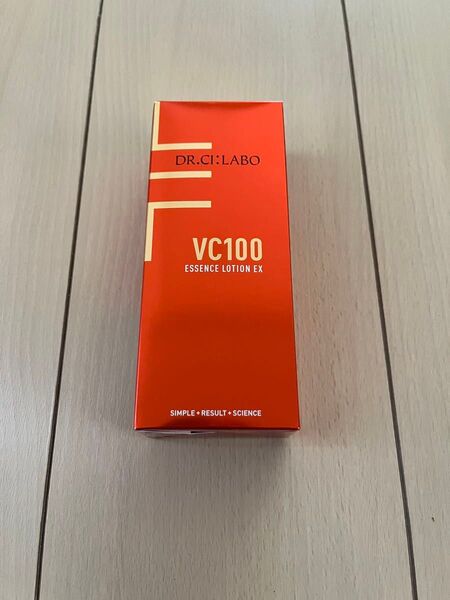 DR.CI:LABO
VC100
ESSENCE LOTION EX
SIMPLE + RESULT + SCIENCE